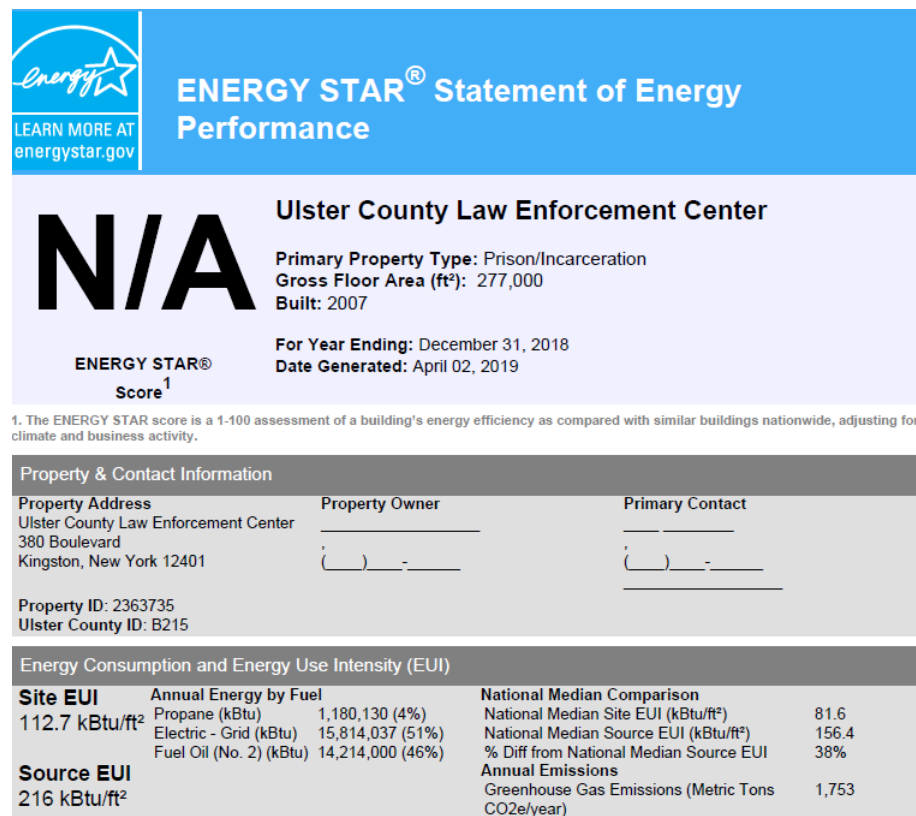 energy
LEARN MORE AT
energystar.gov
ENERGY STAR® Statement of Energy
Performance
N/A
ENERGY STAR®
Score1
Ulster County Law Enforcement Center
Primary Property Type: Prison/Incarceration
Gross Floor Area (ft²): 277,000
Built: 2007
For Year Ending: December 31, 2018
Date Generated: April 02, 2019
1. The ENERGY STAR score is a 1-100 assessment of a building's energy efficiency as compared with similar buildings nationwide, adjusting for
climate and business activity.
Property & Contact Information
Property Address
Ulster County Law Enforcement Center
380 Boulevard
Kingston, New York 12401
Property Owner
____________________
,
(____)____-______
Primary Contact
____ _________
,
(____)____-______
____________________
Property ID: 2363735
Ulster County ID: B215
Energy Consumption and Energy Use Intensity (EUI)
Site EUI
112.7 kBtu/ft²
Source EUI
216 kBtu/ft²
Annual Energy by Fuel
Propane (kBtu) 1,180,130 (4%)
Electric - Grid (kBtu) 15,814,037 (51%)
Fuel Oil (No. 2) (kBtu) 14,214,037 (46%)
National Median Comparison
National Median Site EUI (kBtu/ft²) 81.6
National Median Source EUI (kBtu/ft²) 156.4
% Diff from National Median Source EUI 38%
Annual Emissions
Greenhouse Gas Emissions (Metric Tons 1,753
CO2e/year)